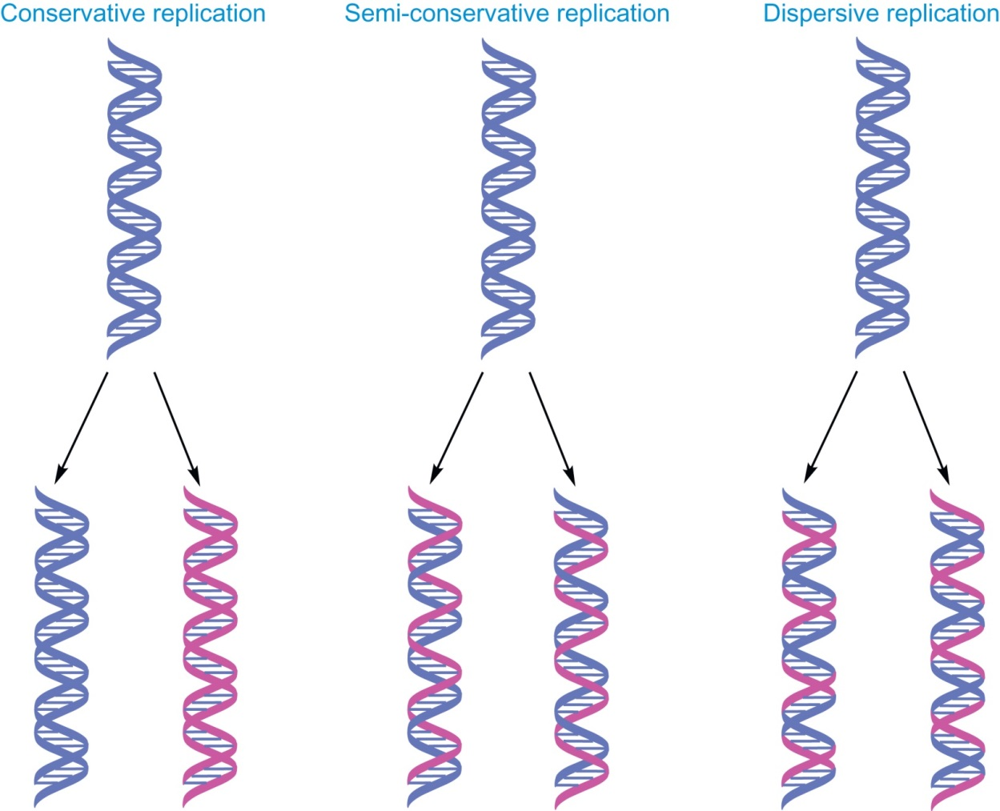 Conservative replication
Semi-conservative replication
Dispersive replication